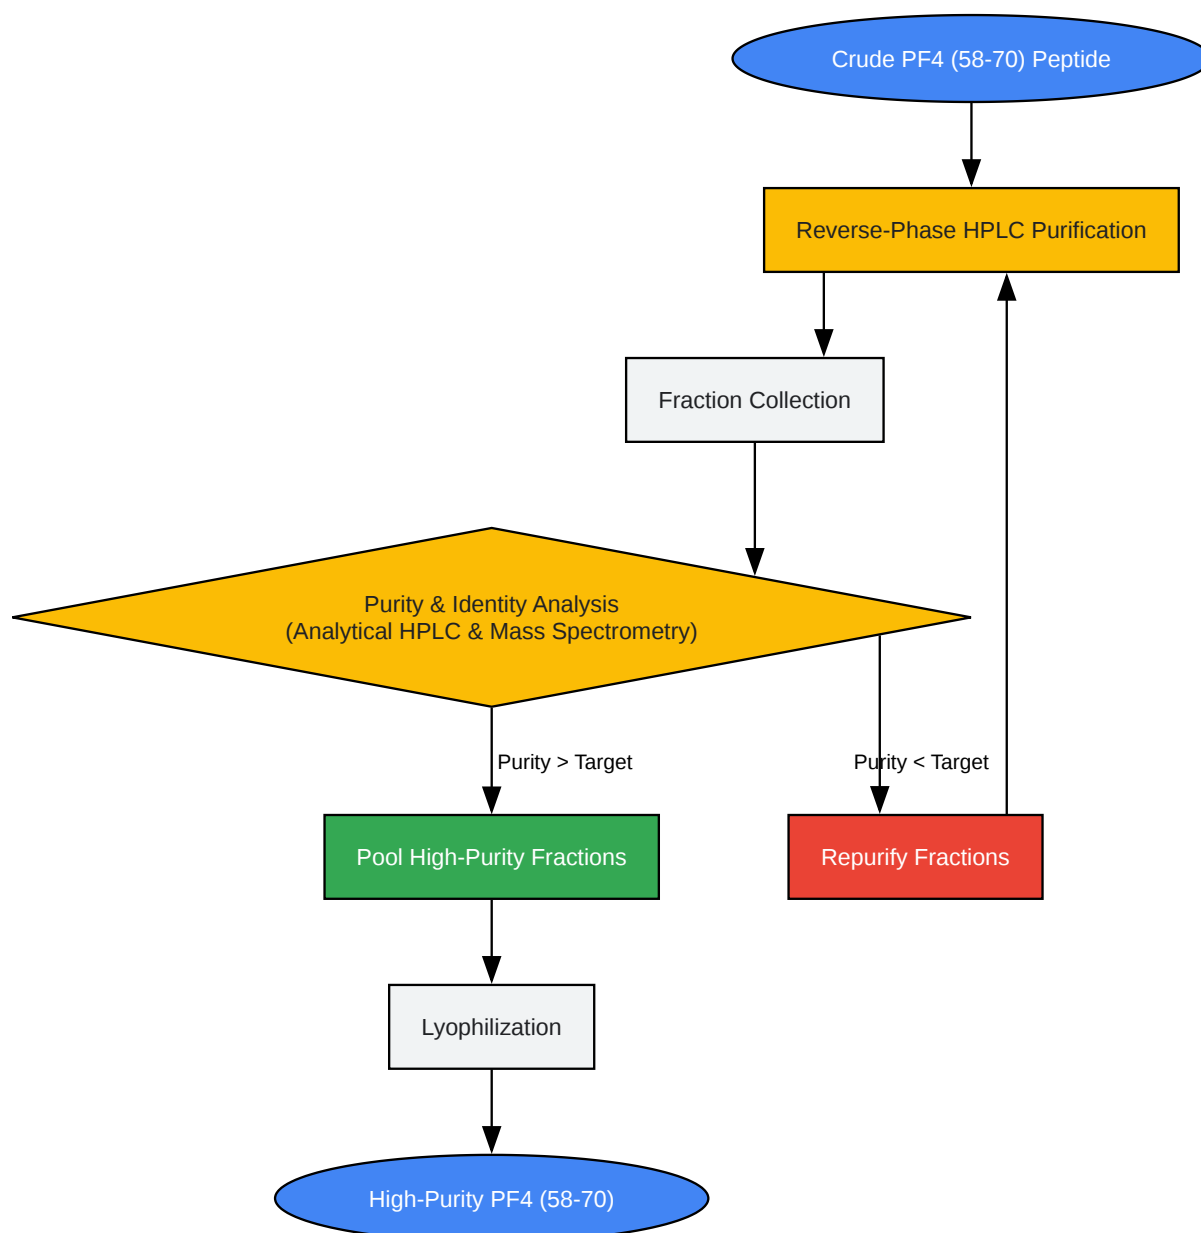 Crude PF4 (58-70) Peptide
Reverse-Phase HPLC Purification
Fraction Collection
Purity & Identity Analysis
(Analytical HPLC & Mass Spectrometry)
Purity > Target
Purity < Target
Pool High-Purity Fractions
Repurify Fractions
Lyophilization
High-Purity PF4 (58-70)